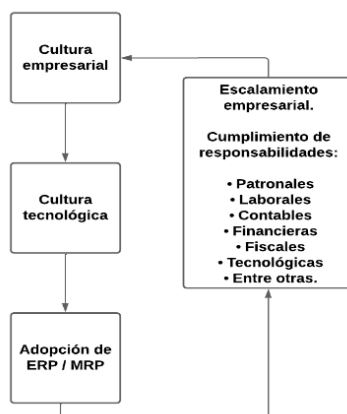 Cultura
empresarial
Cultura
tecnológica
Adopción de
ERP / MRP
Escalamiento
empresarial.
Cumplimiento de
responsabilidades:
• Patronales
• Laborales
• Contables
• Financieras
• Fiscales
• Tecnológicas
• Entre otras.